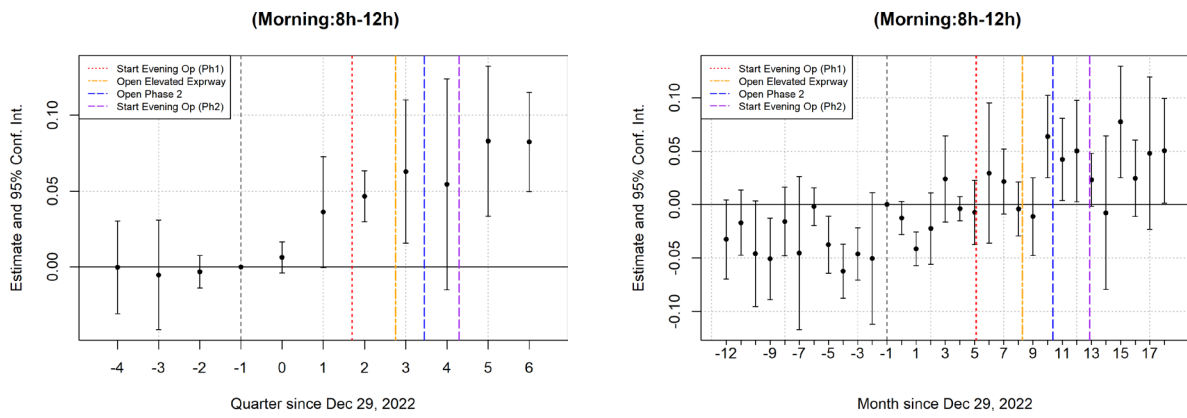 (Morning:8h-12h)
Estimate and 95% Conf. Int.
0.10
0.05
0.00
Start Evening Op (Ph1)
Open Elevated Exprway
Open Phase 2
Start Evening Op (Ph2)
-4 -3 -2 -1 0 1 2 3 4 5 6
Quarter since Dec 29, 2022
(Morning:8h-12h)
Estimate and 95% Conf. Int.
0.10
0.05
0.00
-0.05
-0.10
Start Evening Op (Ph1)
Open Elevated Exprway
Open Phase 2
Start Evening Op (Ph2)
-12 -9 -7 -5 -3 -1 1 3 5 7 9 11 13 15 17
Month since Dec 29, 2022